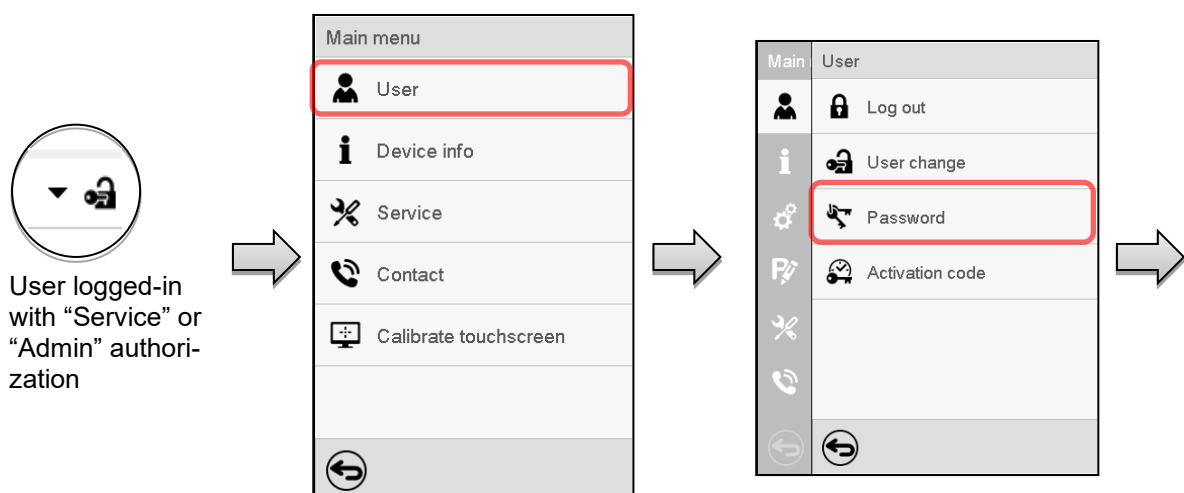 User logged-in
with “Service” or
“Admin” authori-
zation
Main menu
User
Device info
Service
Contact
Calibrate touchscreen
Main
User
Log out
User change
Password
Activation code